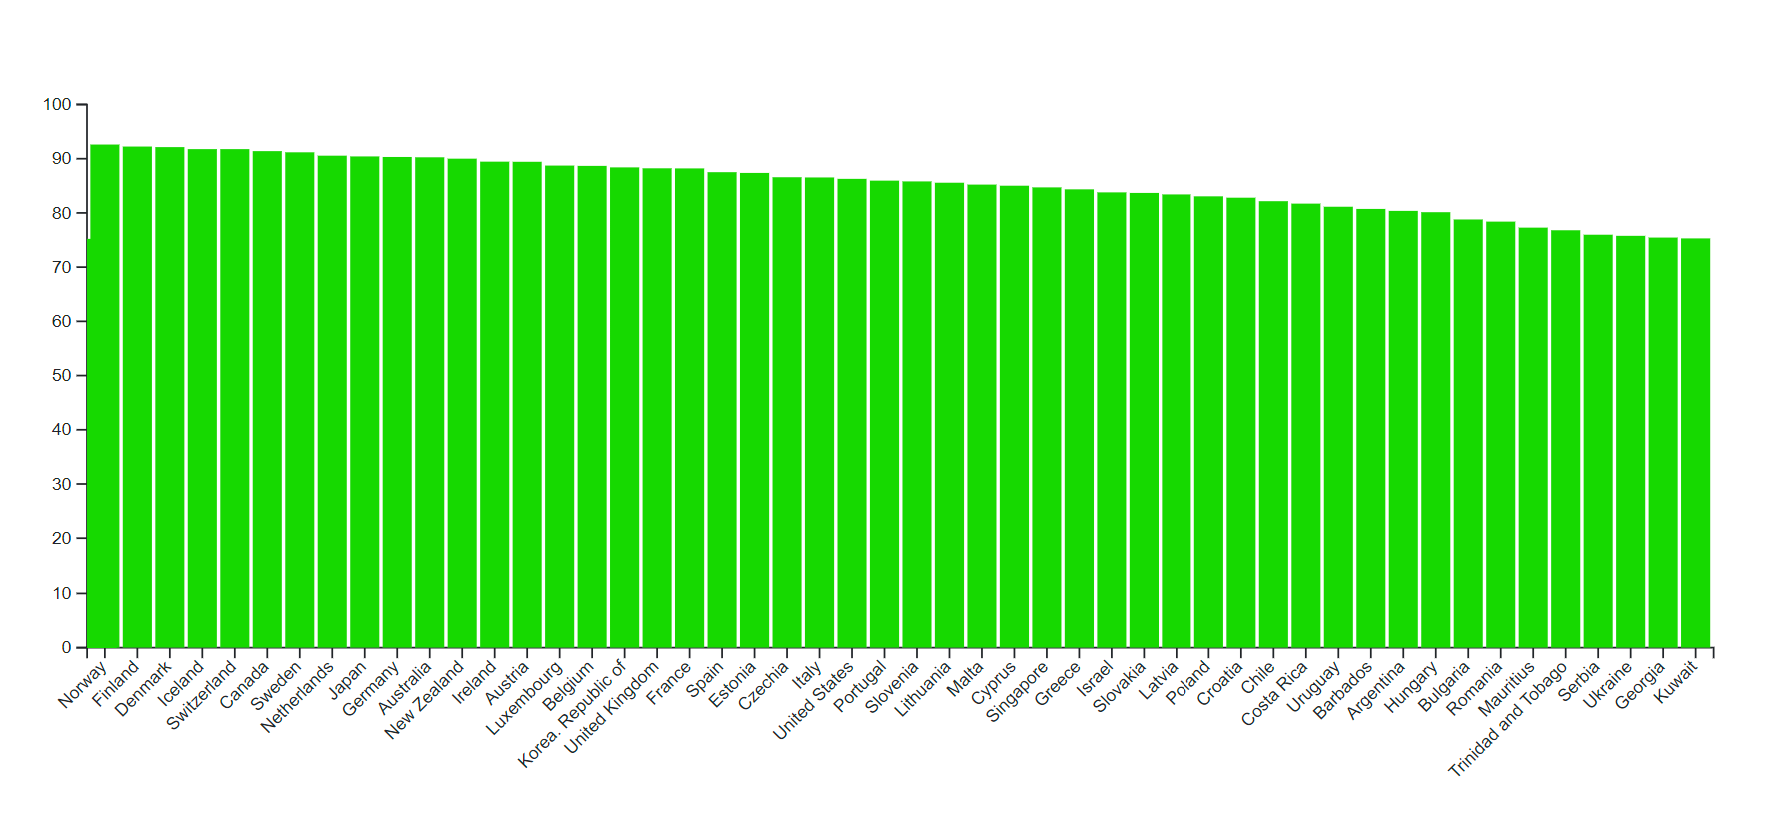 100
90
80
70
60
50
40
30
20
10
0
Norway
Finland
Denmark
Iceland
Switzerland
Canada
Sweden
Netherlands
Japan
Germany
Australia
New Zealand
Ireland
Austria
Luxembourg
Belgium
Korea. Republic of
United Kingdom
France
Spain
Estonia
Czechia
Italy
United States
Portugal
Slovenia
Lithuania
Malta
Cyprus
Singapore
Greece
Israel
Slovakia
Latvia
Poland
Croatia
Chile
Costa Rica
Uruguay
Barbados
Argentina
Hungary
Bulgaria
Romania
Mauritius
Trinidad and Tobago
Serbia
Ukraine
Georgia
Kuwait